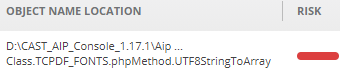 OBJECT NAME LOCATION RISK
D:\CAST_AIP_Console_1.17.1\Aip ...
Class.TCPDF_FONTS.phpMethod.UTF8StringToArray